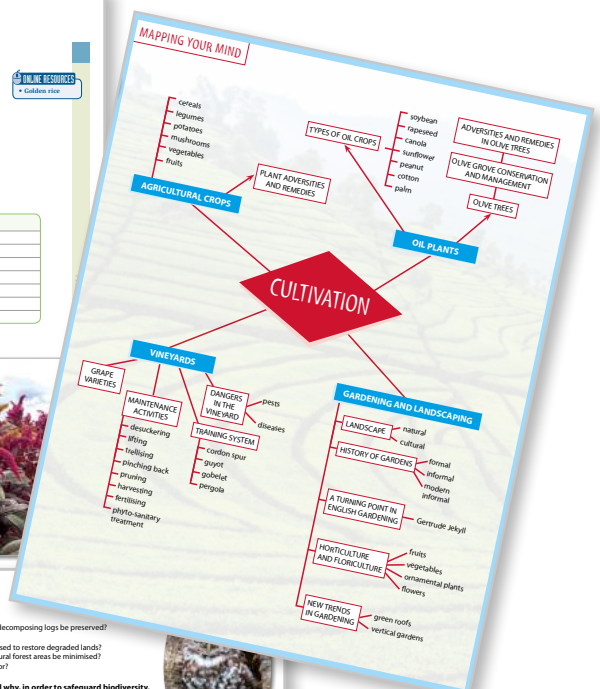 ONLINE RESOURCES
• Golden rice
MAPPING YOUR MIND
cereals
legumes
potatoes
mushrooms
vegetables
fruits
AGRICULTURAL CROPS
PLANT ADVERSITIES
AND REMEDIES
TYPES OF OIL CROPS
soybean
rapeseed
canola
sunflower
peanut
cotton
palm
ADVERSITIES AND REMEDIES
IN OLIVE TREES
OLIVE GROVE CONSERVATION
AND MANAGEMENT
OLIVE TREES
OIL PLANTS
CULTIVATION
VINEYARDS
GRAPE
VARIETIES
MAINTENANCE
ACTIVITIES
desuckering
lifting
trellising
pinching back
pruning
harvesting
fertilising
phyto-sanitary
treatment
DANGERS
IN THE
VINEYARD
pests
diseases
TRAINING SYSTEM
cordon spur
guyot
gobelet
pergola
GARDENING AND LANDSCAPING
LANDSCAPE
natural
cultural
HISTORY OF GARDENS
formal
informal
modern
informal
A TURNING POINT IN
ENGLISH GARDENING
Gertrude Jekyll
HORTICULTURE
AND FLORICULTURE
fruits
vegetables
ornamental plants
flowers
NEW TRENDS
IN GARDENING
green roofs
vertical gardens
decomposing logs be preserved?
sed to restore degraded lands?
ural forest areas be minimised?
or?
l why, in order to safeguard biodiversity.